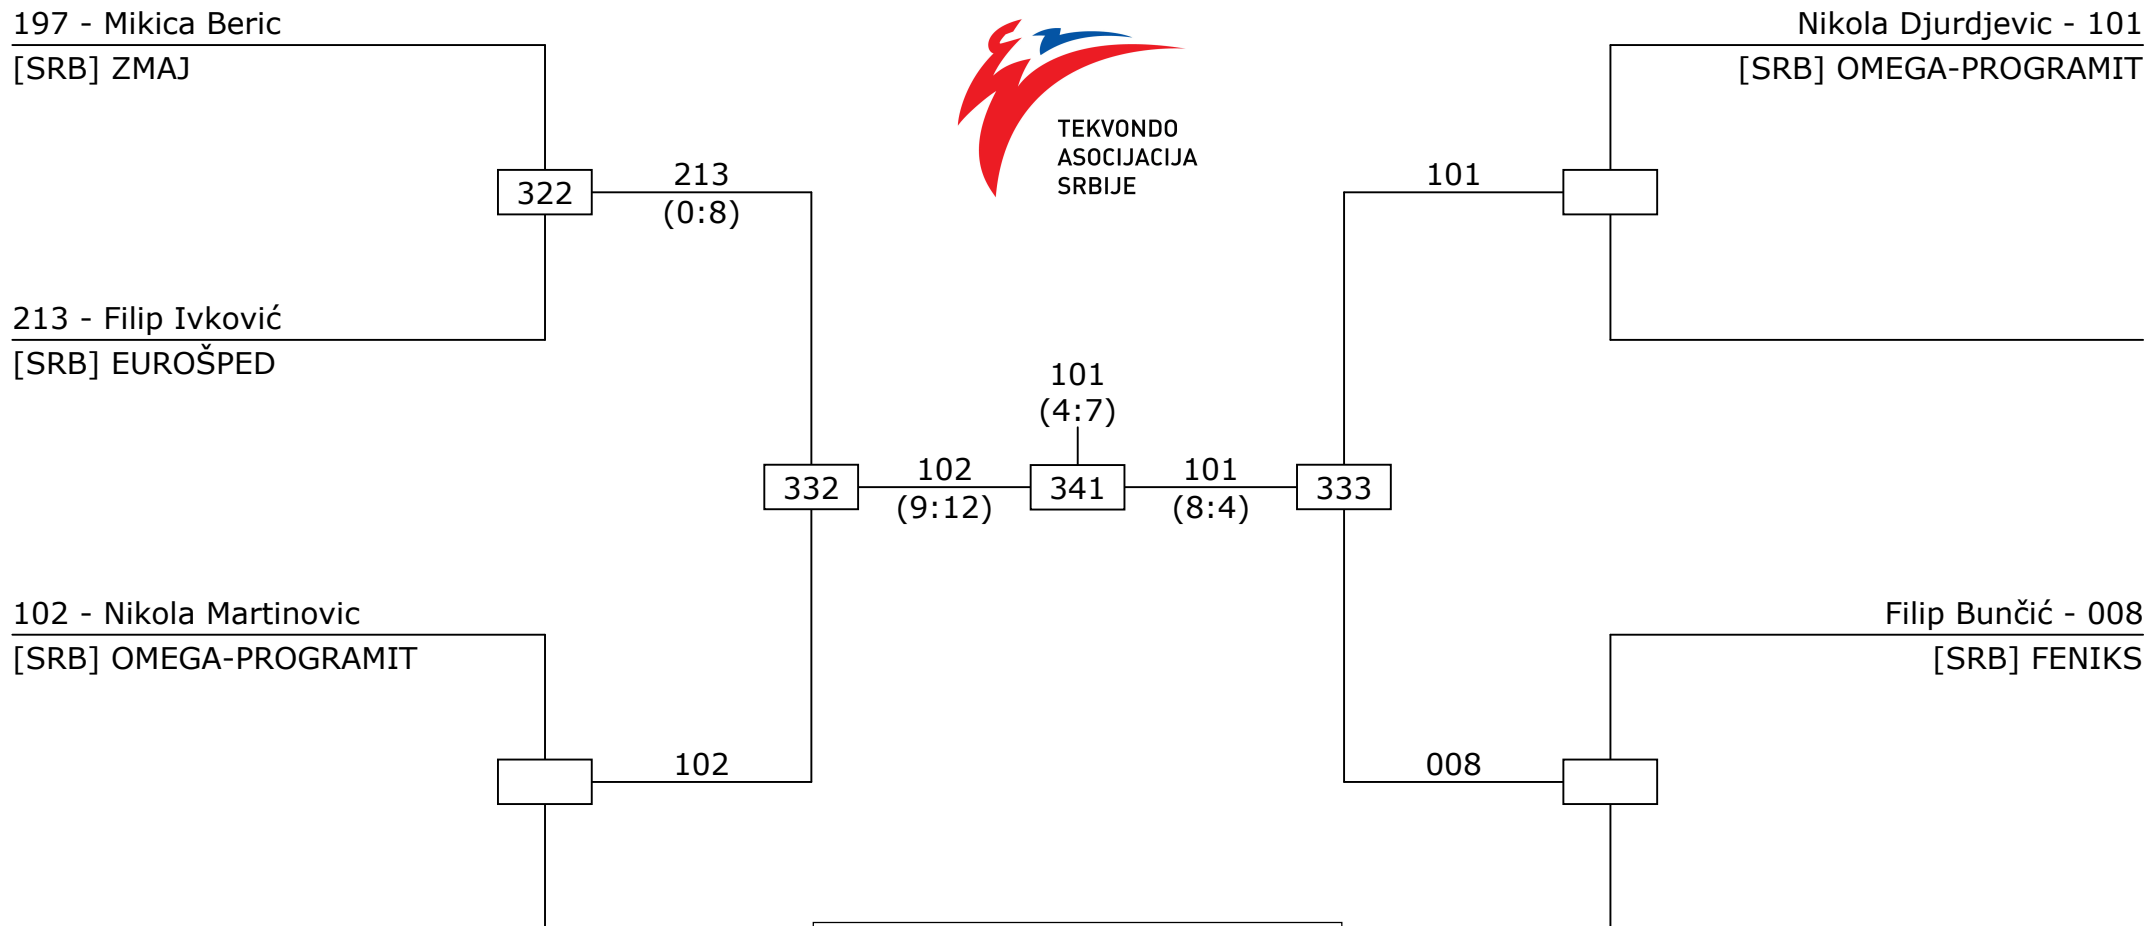 197 - Mikica Beric
[SRB] ZMAJ
Nikola Djurdjevic - 101
[SRB] OMEGA-PROGRAMIT
TEKVONDO
ASOCIJACIJA
SRBIJE
322
213
(0:8)
101
213 - Filip Ivković
[SRB] EUROŠPED
101
(4:7)
332
102
(9:12)
341
101
(8:4)
333
102 - Nikola Martinovic
[SRB] OMEGA-PROGRAMIT
Filip Bunčić - 008
[SRB] FENIKS
102
008